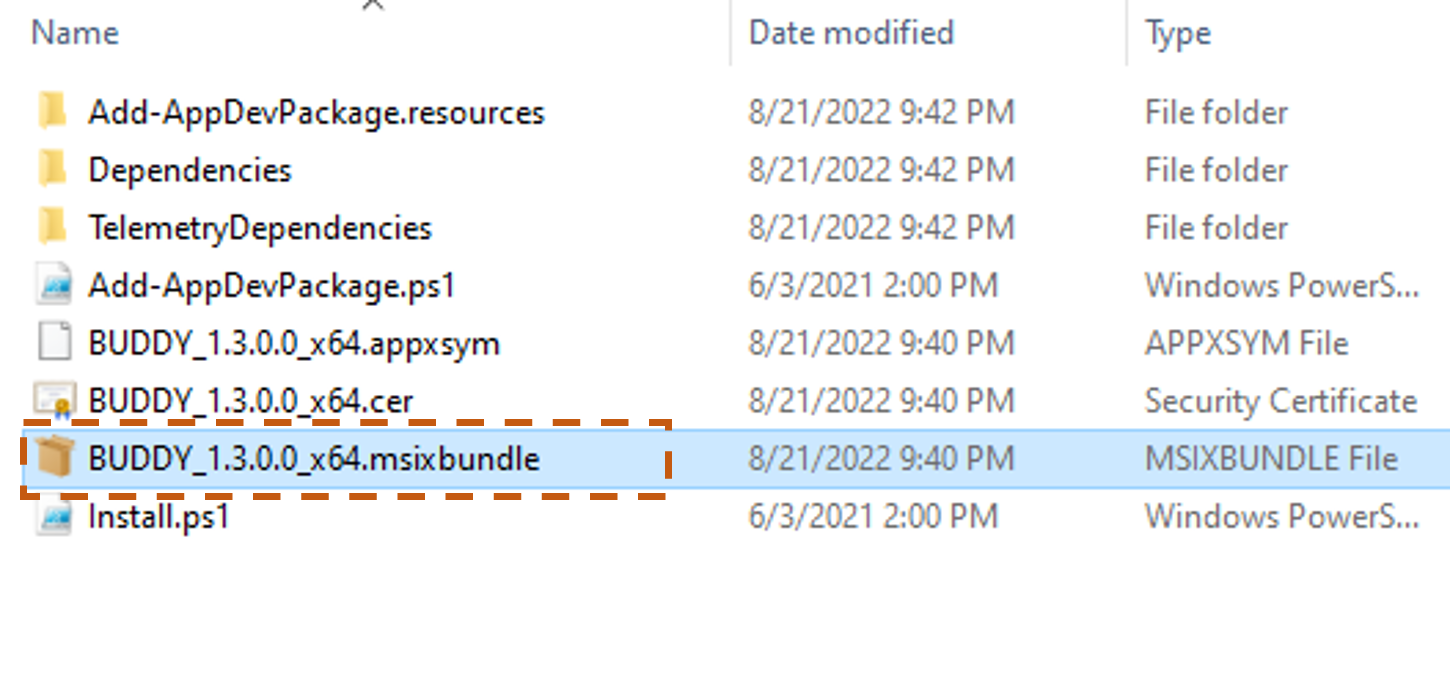 Name Date modified Type
Add-AppDevPackage.resources 8/21/2022 9:42 PM File folder
Dependencies 8/21/2022 9:42 PM File folder
TelemetryDependencies 8/21/2022 9:42 PM File folder
Add-AppDevPackage.ps1 6/3/2021 2:00 PM Windows PowerS...
BUDDY_1.3.0.0_x64.appxsym 8/21/2022 9:40 PM APPXSYM File
BUDDY_1.3.0.0_x64.cer 8/21/2022 9:40 PM Security Certificate
BUDDY_1.3.0.0_x64.msixbundle 8/21/2022 9:40 PM MSIXBUNDLE File
Install.ps1 6/3/2021 2:00 PM Windows PowerS...